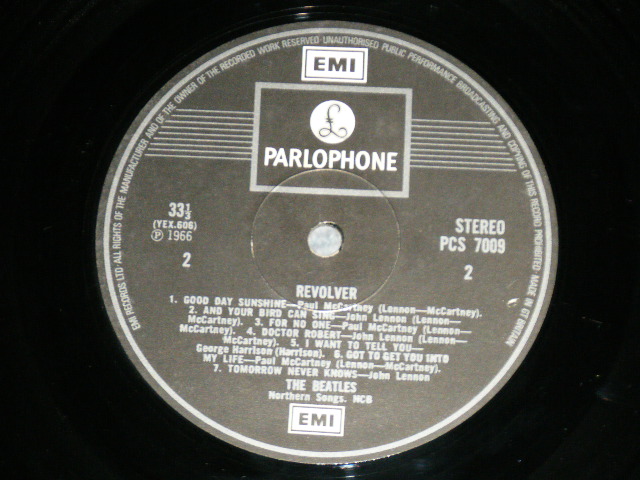 EMI RECORDS LTD·ALL RIGHTS OF THE MANUFACTURER AND OF THE OWNER OF THE RECORDED WORK RESERVED·UNAUTHORISED PUBLIC PERFORMANCE BROADCASTING AND COPYING OF THIS RECORD PROHIBITED·MADE IN GT BRITAIN
EMI
£
PARLOPHONE
33⅓
(YEX.606)
℗ 1966
2
STEREO
PCS 7009
2
REVOLVER
1. GOOD DAY SUNSHINE—Paul McCartney (Lennon—McCartney).
2. AND YOUR BIRD CAN SING—John Lennon (Lennon—
McCartney). 3. FOR NO ONE—Paul McCartney (Lennon—
McCartney). 4. DOCTOR ROBERT—John Lennon (Lennon—
McCartney). 5. I WANT TO TELL YOU—
George Harrison (Harrison). 6. GOT TO GET YOU INTO
MY LIFE—Paul McCartney (Lennon—McCartney).
7. TOMORROW NEVER KNOWS—John Lennon
THE BEATLES
Northern Songs. NCB
EMI